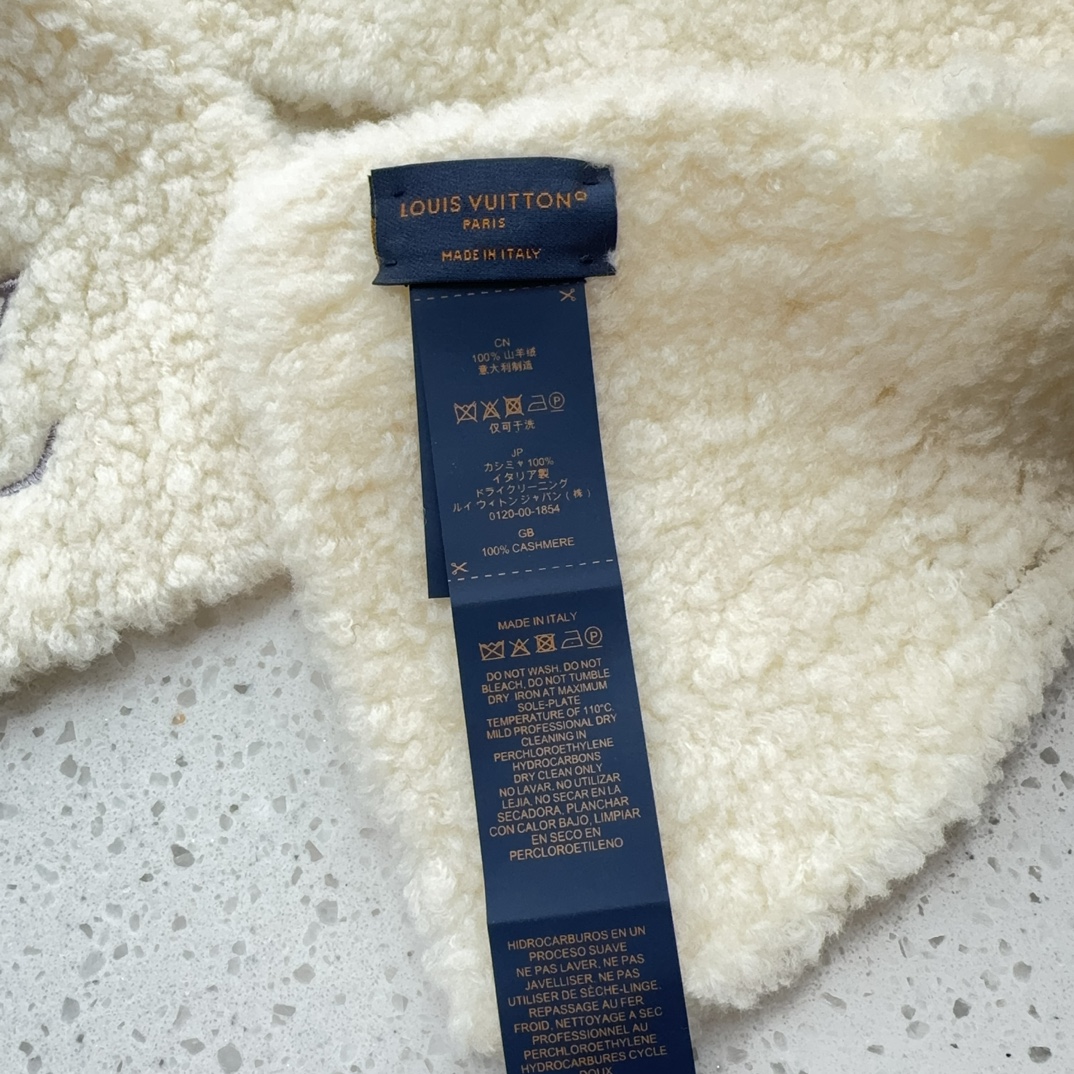 LOUIS VUITTON
PARIS
MADE IN ITALY
CN
100% 山羊绒
意大利制造
P
仅可干洗
JP
カシミヤ 100%
イタリア製
ドライクリーニング
ルイ ヴィトンジャパン (株)
0120-00-1854
GB
100% CASHMERE
MADE IN ITALY
P
DO NOT WASH, DO NOT
BLEACH, DO NOT TUMBLE
DRY, IRON AT MAXIMUM
SOLE-PLATE
TEMPERATURE OF 110°C.
MILD PROFESSIONAL DRY
CLEANING IN
PERCHLOROETHYLENE
HYDROCARBONS
DRY CLEAN ONLY
NO LAVAR, NO UTILIZAR
LEJIA, NO SECAR EN LA
SECADORA, PLANCHAR
CON CALOR BAJO, LIMPIAR
EN SECO EN
PERCLOROETILENO
HIDROCARBUROS EN UN
PROCESO SUAVE
NE PAS LAVER, NE PAS
JAVELLISER, NE PAS
UTILISER DE SÈCHE-LINGE,
REPASSAGE AU FER
FROID, NETTOYAGE A SEC
PROFESSIONNEL AU
PERCHLOROETHYLENE
HYDROCARBURES CYCLE
DOUX